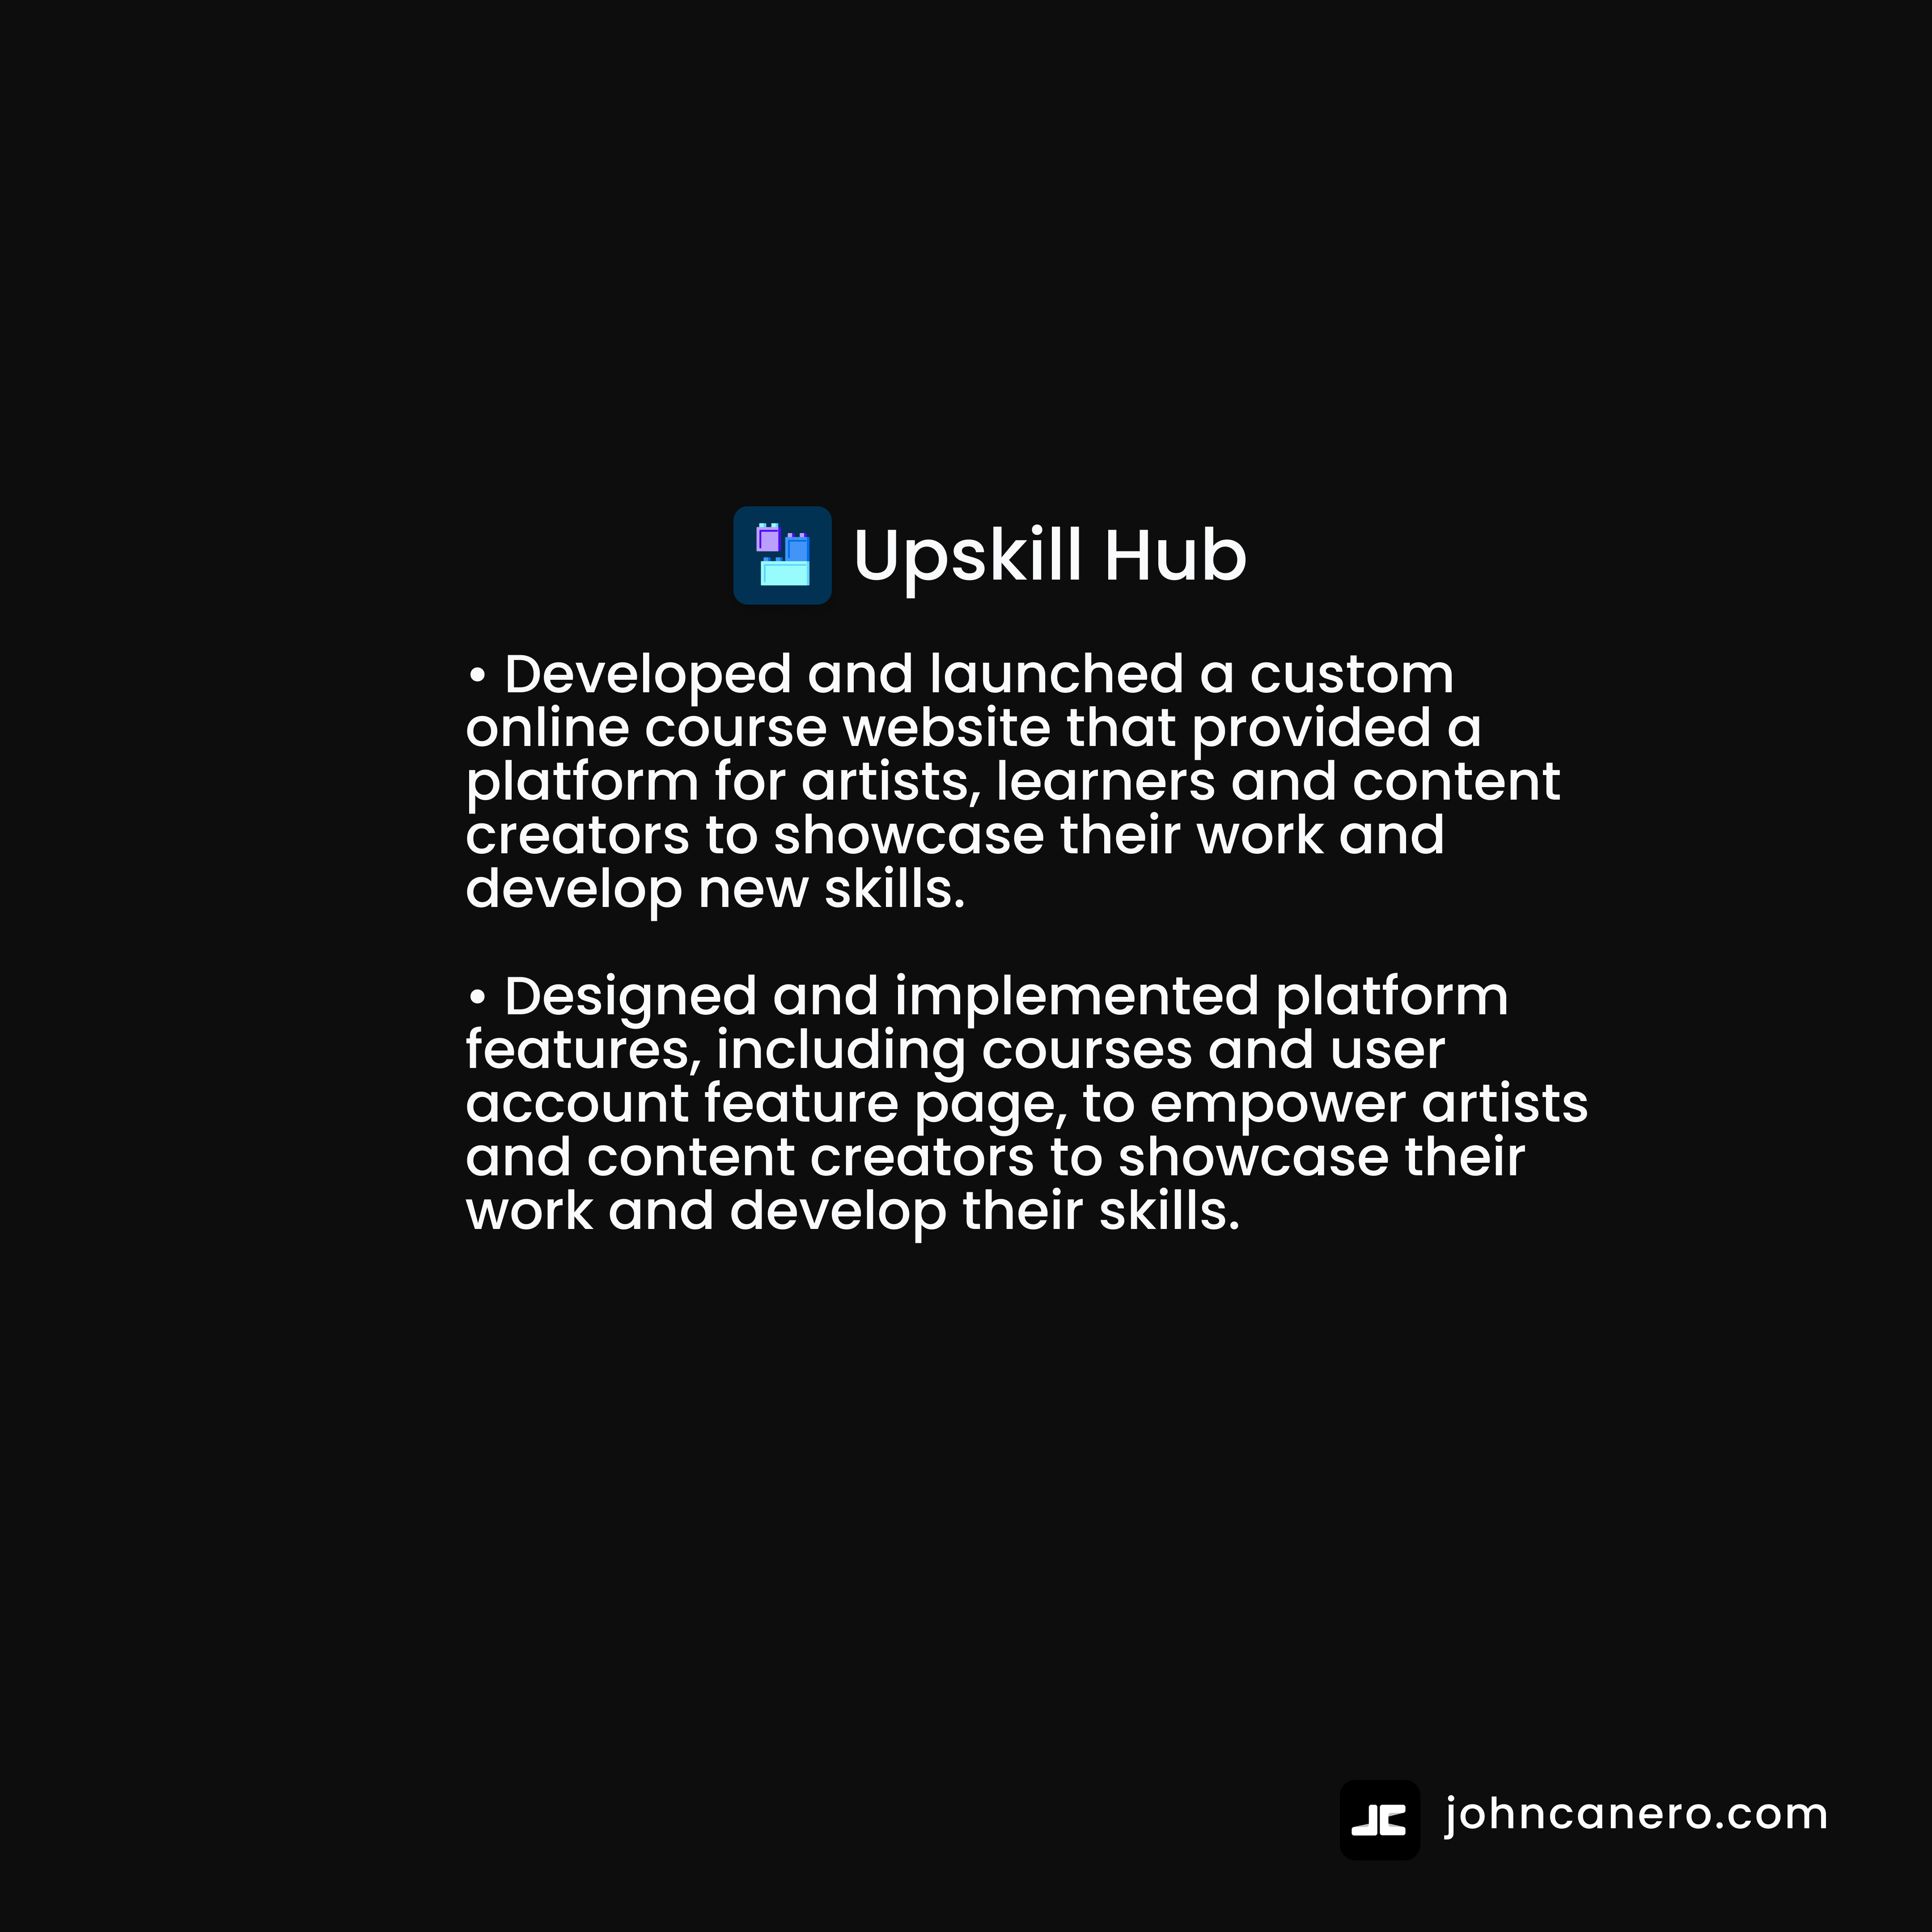 Upskill Hub
• Developed and launched a custom
online course website that provided a
platform for artists, learners and content
creators to showcase their work and
develop new skills.
• Designed and implemented platform
features, including courses and user
account feature page, to empower artists
and content creators to showcase their
work and develop their skills.
JC johncanero.com